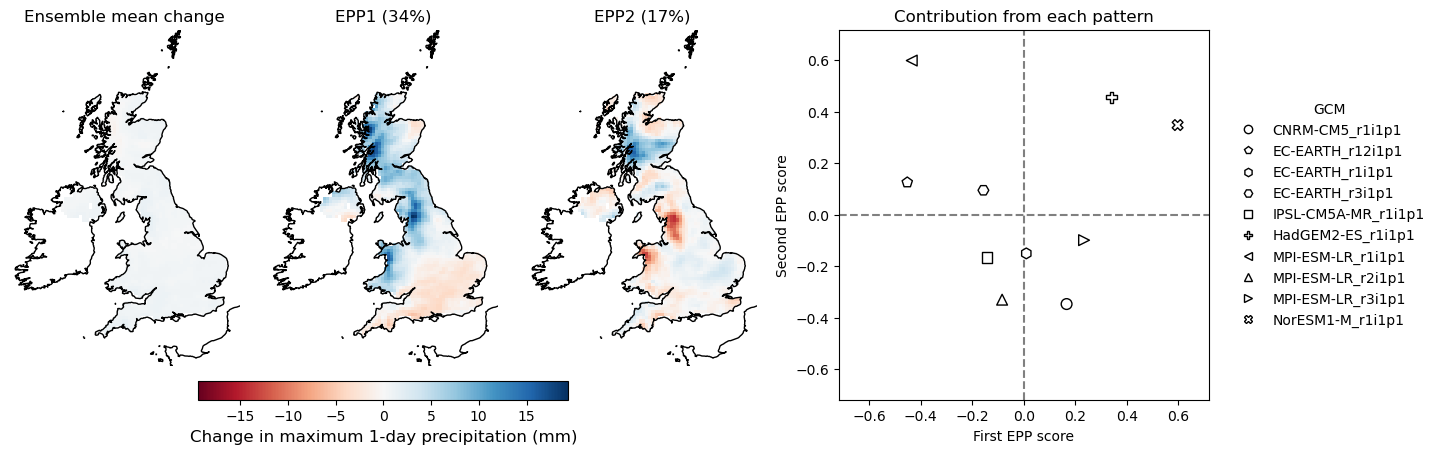 Ensemble mean change
EPP1 (34%)
EPP2 (17%)
−15 −10 −5 0 5 10 15
Change in maximum 1-day precipitation (mm)
Contribution from each pattern
Second EPP score
0.6
0.4
0.2
0.0
−0.2
−0.4
−0.6
−0.6 −0.4 −0.2 0.0 0.2 0.4 0.6
First EPP score
GCM
CNRM-CM5_r1i1p1
EC-EARTH_r12i1p1
EC-EARTH_r1i1p1
EC-EARTH_r3i1p1
IPSL-CM5A-MR_r1i1p1
HadGEM2-ES_r1i1p1
MPI-ESM-LR_r1i1p1
MPI-ESM-LR_r2i1p1
MPI-ESM-LR_r3i1p1
NorESM1-M_r1i1p1